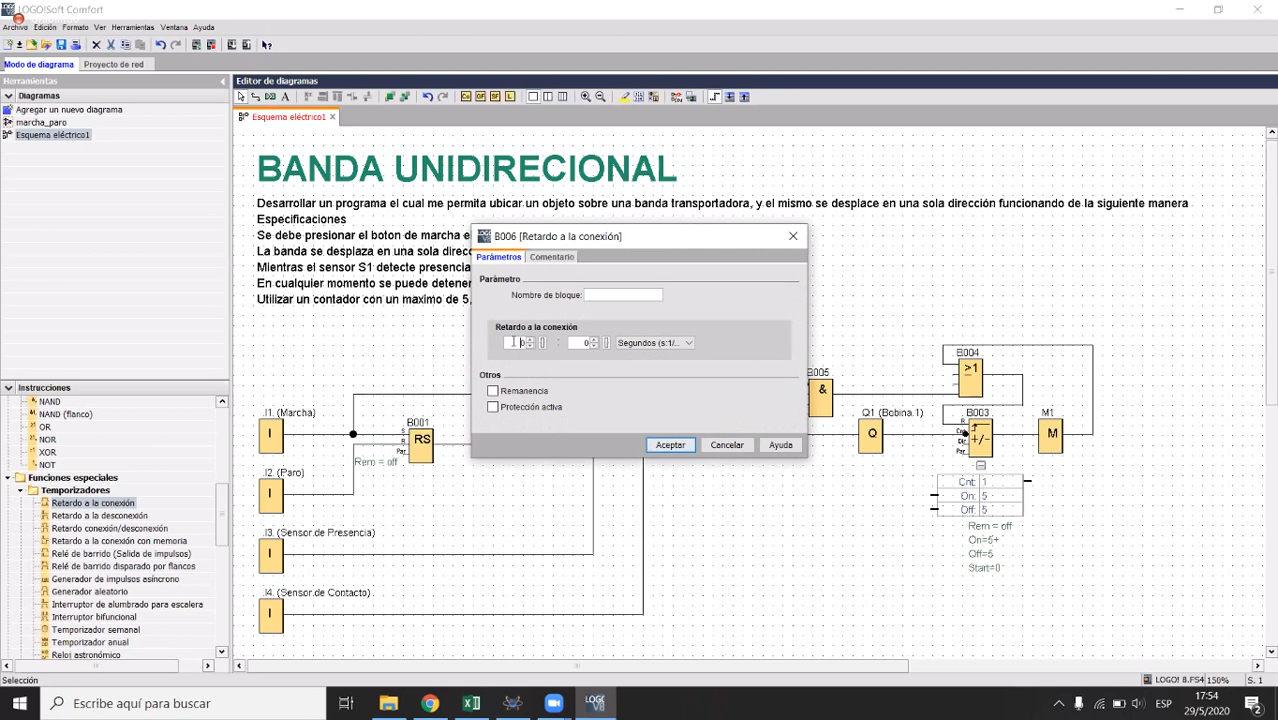 LOGO!Soft Comfort
Archivo Edición Formato Ver Herramientas Ventana Ayuda
Modo de diagrama Proyecto de red
Herramientas
Diagramas
Agregar un nuevo diagrama
marcha_paro
Esquema eléctrico1
Instrucciones
NAND
NAND (flanco)
OR
NOR
XOR
NOT
Funciones especiales
Temporizadores
Retardo a la conexión
Retardo a la desconexión
Retardo conexión/desconexión
Retardo a la conexión con memoria
Relé de barrido (Salida de impulsos)
Relé de barrido disparado por flancos
Generador de impulsos asíncrono
Generador aleatorio
Interruptor de alumbrado para escalera
Interruptor bifuncional
Temporizador semanal
Temporizador anual
Reloj astronómico
Editor de diagramas
Esquema eléctrico1
BANDA UNIDIRECIONAL
Desarrollar un programa el cual me permita ubicar un objeto sobre una banda transportadora, y el mismo se desplace en una sola dirección funcionando de la siguiente manera
Especificaciones
Se debe presionar el boton de marcha e
La banda se desplaza en una sola direcc
Mientras el sensor S1 detecte presencia
En cualquier momento se puede detener
Utilizar un contador con un maximo de 5,
B006 [Retardo a la conexión]
Parámetros Comentario
Parámetro
Nombre de bloque:
Retardo a la conexión
0 : 0 Segundos (s:1/...
Otros
Remanencia
Protección activa
Aceptar Cancelar Ayuda
I1. (Marcha)
I
B001
RS
S
R
Par
Rem = off
I2. (Paro)
I
I3. (Sensor.de Presencia)
I
I4. (Sensor.de Contacto)
I
B005
&
Q1 (Bobina.1)
Q
B004
>1
B003
R
Cnt
Dir
Par
+/-
M1
M
Cnt: 1
On: 5
Off: 5
Rem = off
On=5+
Off=5
Start=0
Selección
LOGO! 8.FS4 150% S. 1
Escribe aquí para buscar
ESP
17:54
29/5/2020
2